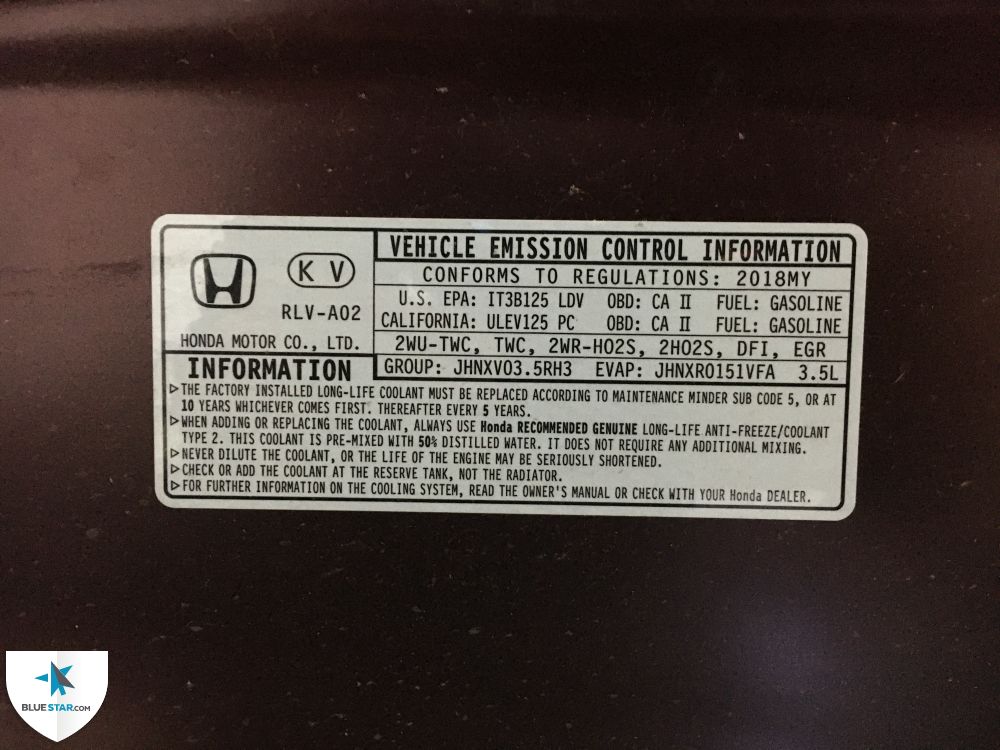 K V
RLV-A02
HONDA MOTOR CO., LTD.
VEHICLE EMISSION CONTROL INFORMATION
CONFORMS TO REGULATIONS: 2018MY
U.S. EPA: IT3B125 LDV OBD: CA II FUEL: GASOLINE
CALIFORNIA: ULEV125 PC OBD: CA II FUEL: GASOLINE
2WU-TWC, TWC, 2WR-HO2S, 2HO2S, DFI, EGR
GROUP: JHNXV03.5RH3 EVAP: JHNXR0151VFA 3.5L
INFORMATION
▷THE FACTORY INSTALLED LONG-LIFE COOLANT MUST BE REPLACED ACCORDING TO MAINTENANCE MINDER SUB CODE 5, OR AT
10 YEARS WHICHEVER COMES FIRST. THEREAFTER EVERY 5 YEARS.
▷WHEN ADDING OR REPLACING THE COOLANT, ALWAYS USE Honda RECOMMENDED GENUINE LONG-LIFE ANTI-FREEZE/COOLANT
TYPE 2. THIS COOLANT IS PRE-MIXED WITH 50% DISTILLED WATER. IT DOES NOT REQUIRE ANY ADDITIONAL MIXING.
▷NEVER DILUTE THE COOLANT, OR THE LIFE OF THE ENGINE MAY BE SERIOUSLY SHORTENED.
▷CHECK OR ADD THE COOLANT AT THE RESERVE TANK, NOT THE RADIATOR.
▷FOR FURTHER INFORMATION ON THE COOLING SYSTEM, READ THE OWNER'S MANUAL OR CHECK WITH YOUR Honda DEALER.
BLUESTAR.COM